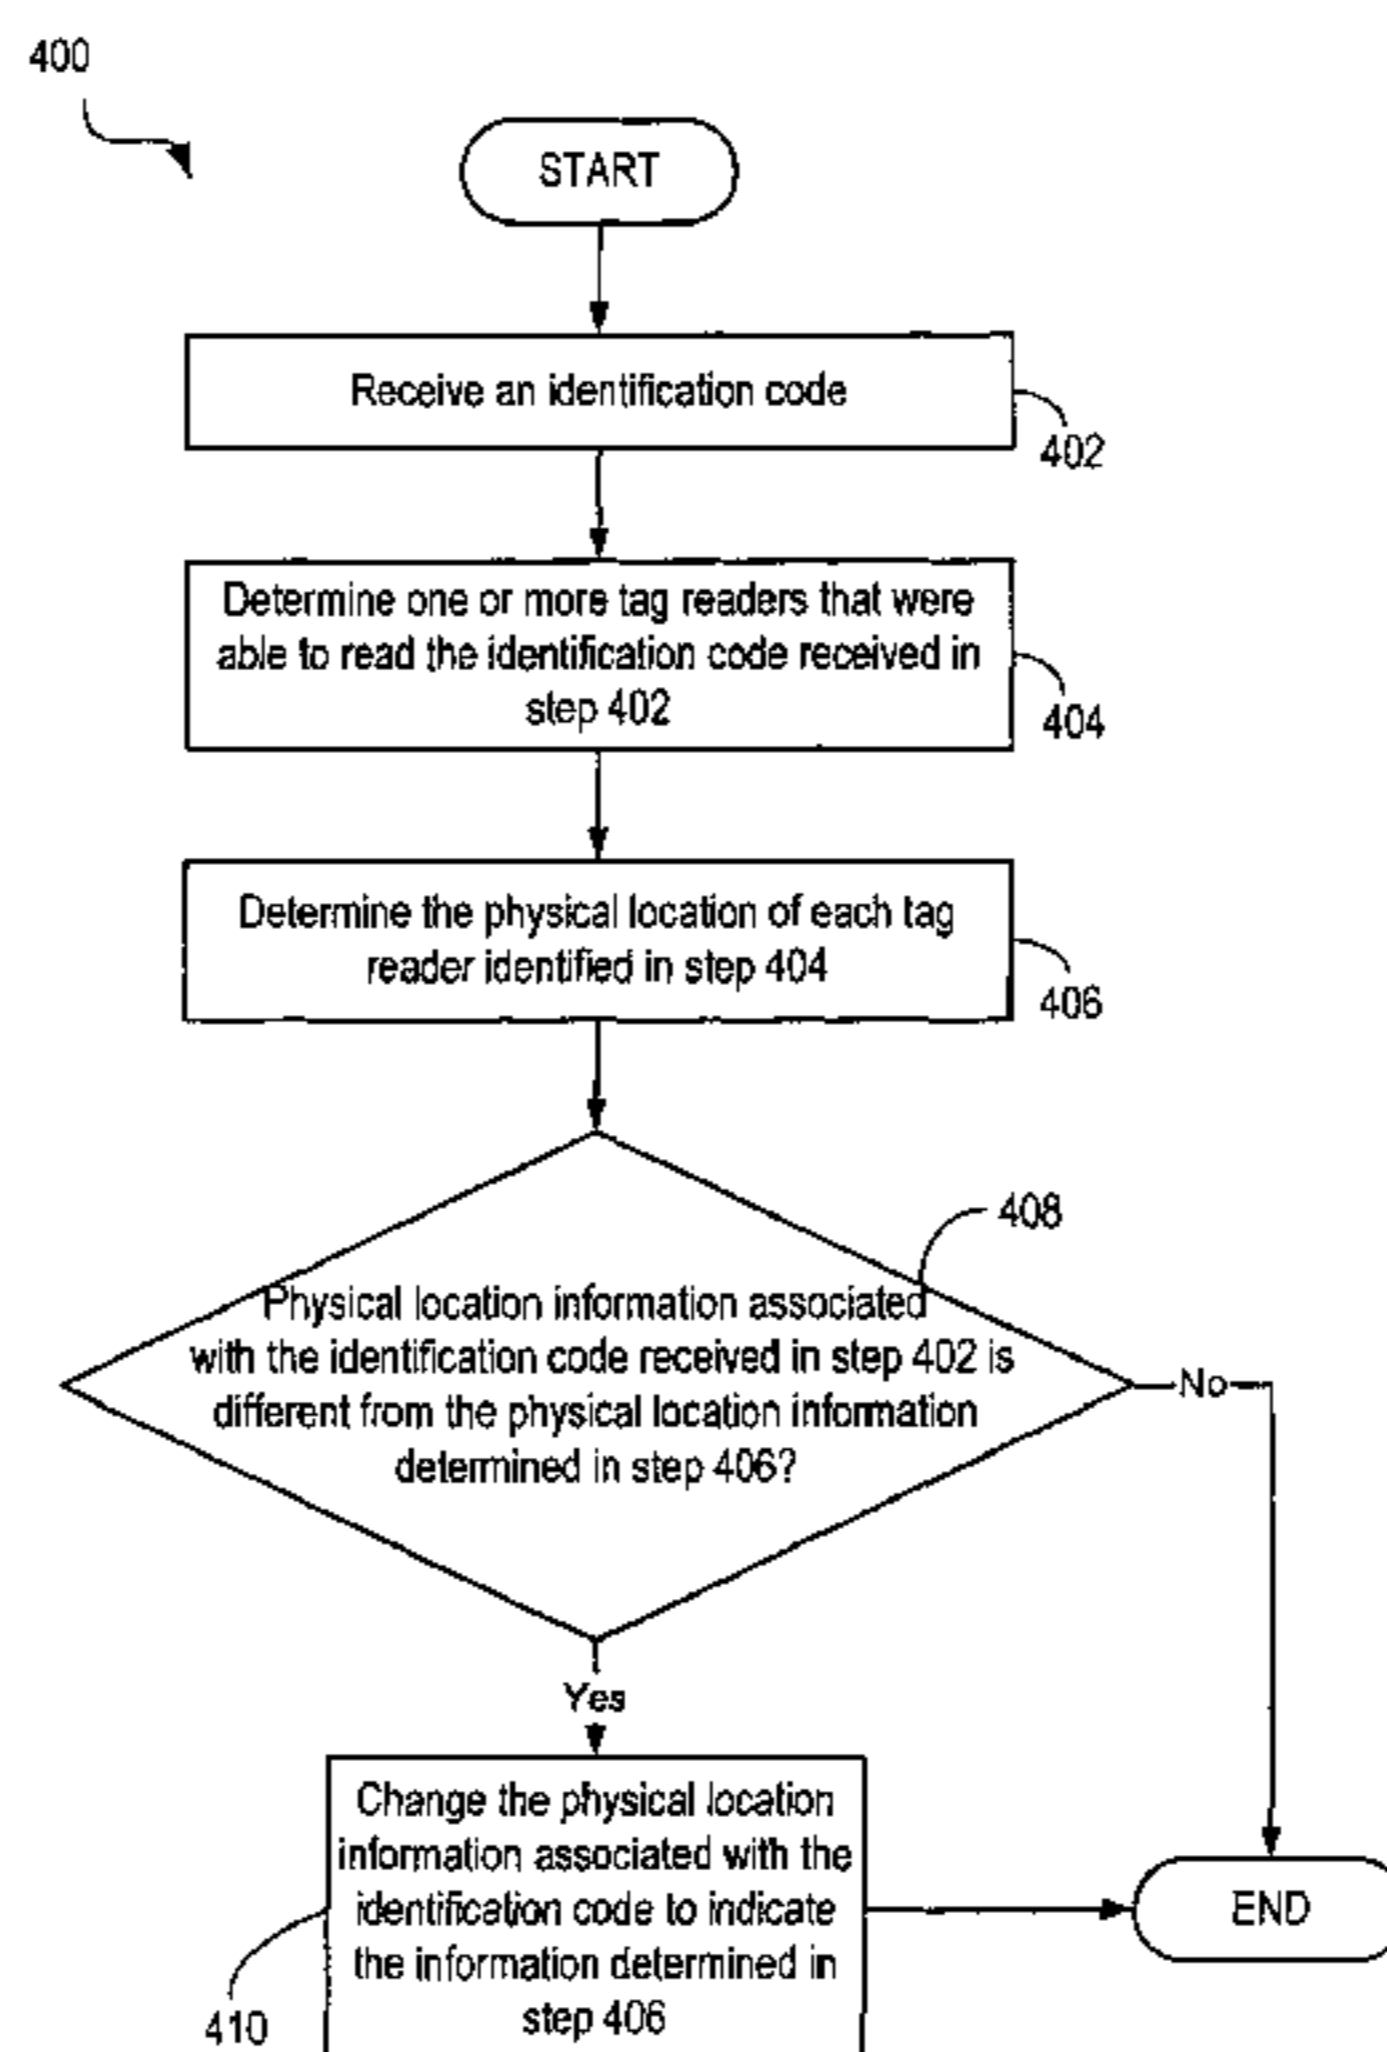 400
START
Receive an identification code
402
Determine one or more tag readers that were
able to read the identification code received in
step 402
404
Determine the physical location of each tag
reader identified in step 404
406
408
Physical location information associated
with the identification code received in step 402 is
different from the physical location information
determined in step 406?
No
Yes
Change the physical location
information associated with the
identification code to indicate
the information determined in
step 406
END
410